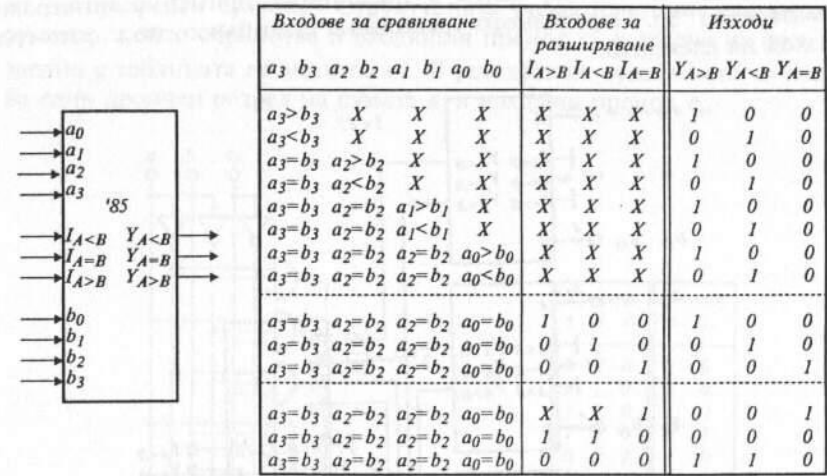 a0
a1
a2
a3
'85
IA<B YA<B
IA=B YA=B
IA>B YA>B
b0
b1
b2
b3
Входове за сравняване Входове за разширяване Изходи
a3 b3 a2 b2 a1 b1 a0 b0 IA>B IA<B IA=B YA>B YA<B YA=B
a3>b3 X X X X X X 1 0 0
a3<b3 X X X X X X 0 1 0
a3=b3 a2>b2 X X X X X 1 0 0
a3=b3 a2<b2 X X X X X 0 1 0
a3=b3 a2=b2 a1>b1 X X X X 1 0 0
a3=b3 a2=b2 a1<b1 X X X X 0 1 0
a3=b3 a2=b2 a2=b2 a0>b0 X X X 1 0 0
a3=b3 a2=b2 a2=b2 a0<b0 X X X 0 1 0
a3=b3 a2=b2 a2=b2 a0=b0 1 0 0 1 0 0
a3=b3 a2=b2 a2=b2 a0=b0 0 1 0 0 1 0
a3=b3 a2=b2 a2=b2 a0=b0 0 0 1 0 0 1
a3=b3 a2=b2 a2=b2 a0=b0 X X 1 0 0 1
a3=b3 a2=b2 a2=b2 a0=b0 1 1 0 0 0 0
a3=b3 a2=b2 a2=b2 a0=b0 0 0 0 1 1 0